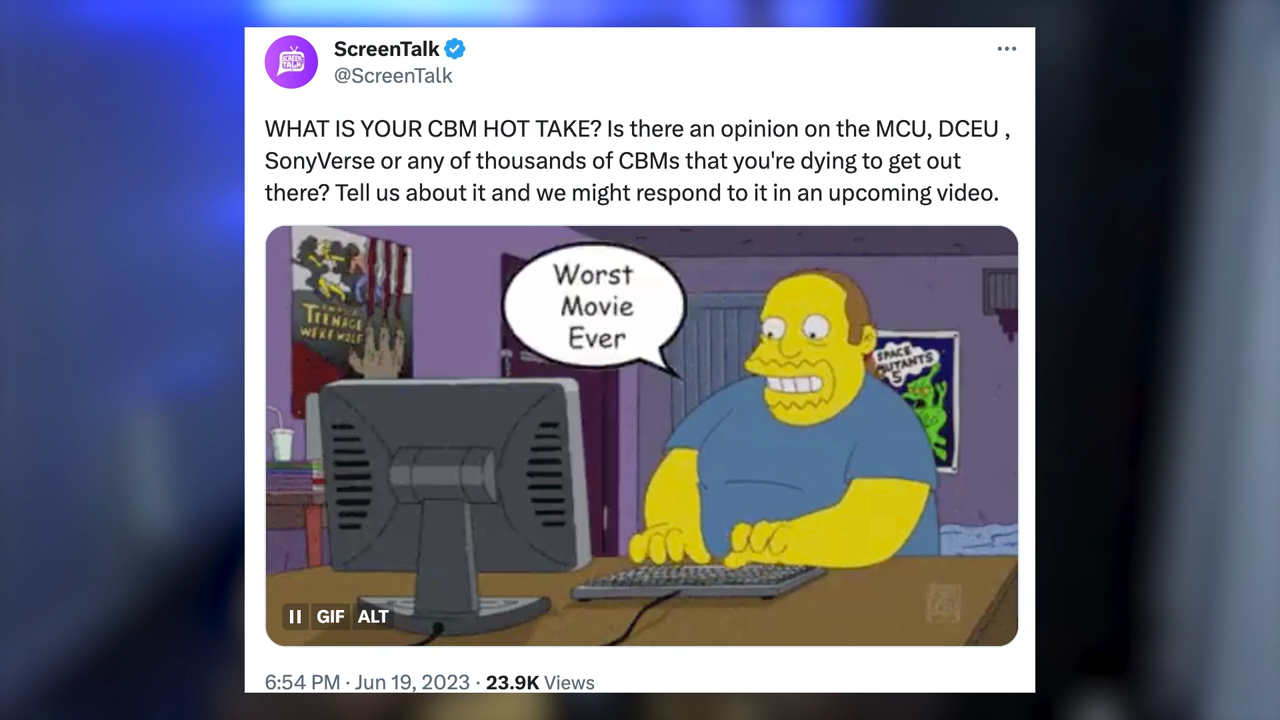 SCREEN
TALK
ScreenTalk
@ScreenTalk
WHAT IS YOUR CBM HOT TAKE? Is there an opinion on the MCU, DCEU ,
SonyVerse or any of thousands of CBMs that you're dying to get out
there? Tell us about it and we might respond to it in an upcoming video.
Worst
Movie
Ever
TEENAGE
WEREWOLF
SPACE
MUTANTS
5
GIF ALT
6:54 PM · Jun 19, 2023 · 23.9K Views